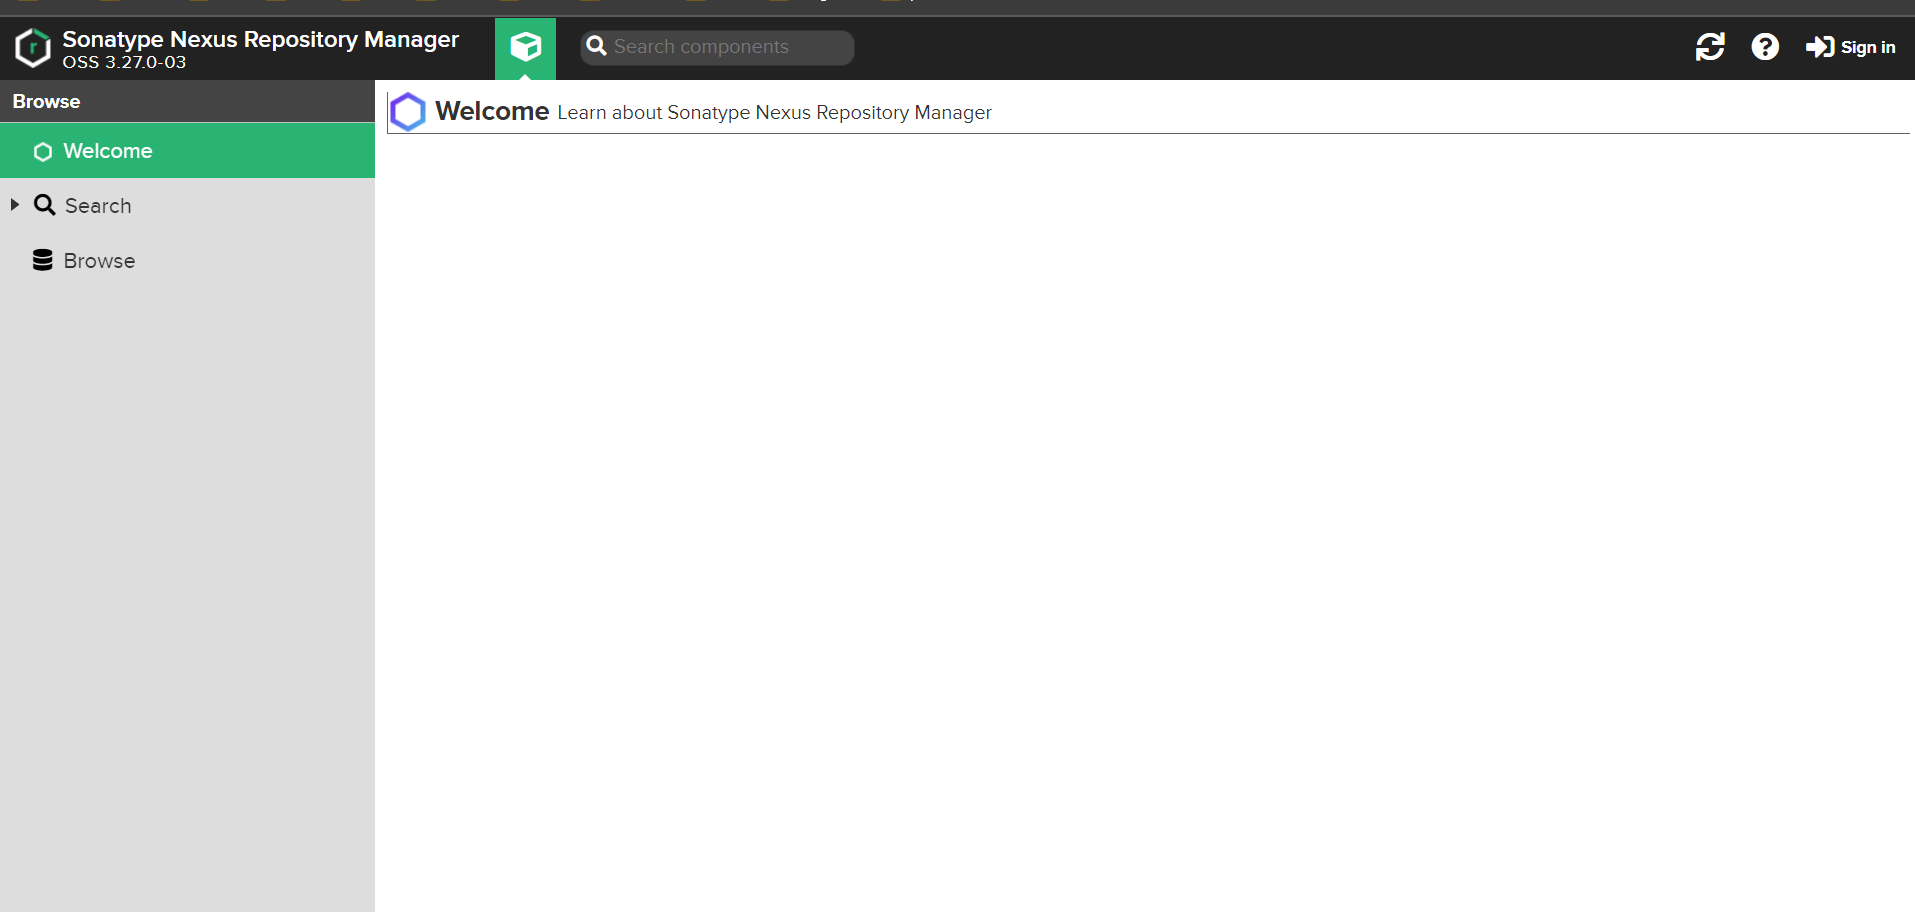 Sonatype Nexus Repository Manager
OSS 3.27.0-03
Search components
Sign in
Browse
Welcome
Search
Browse
Welcome Learn about Sonatype Nexus Repository Manager